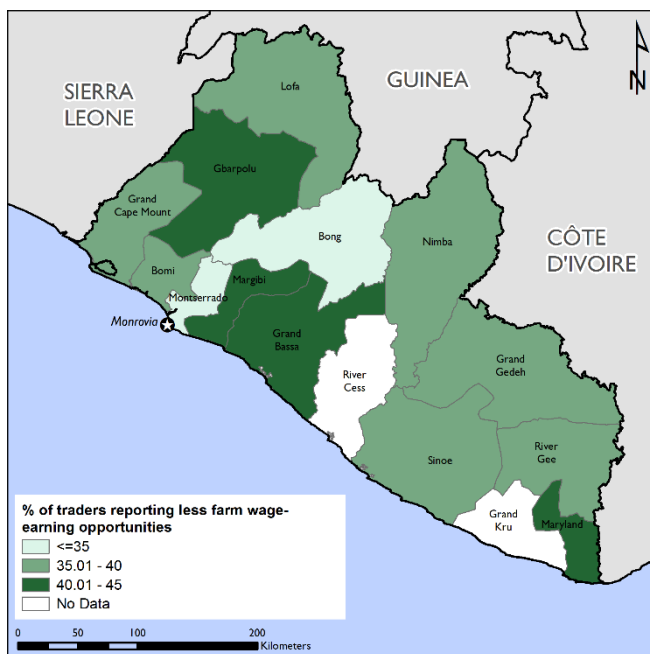 SIERRA
LEONE
GUINEA
N
Lofa
Gbarpolu
Grand
Cape Mount
Bong
Nimba
CÔTE
D'IVOIRE
Bomi
Margibi
Montserrado
Monrovia
Grand
Bassa
River
Cess
Grand
Gedeh
River
Gee
Sinoe
Grand
Kru
Maryland
% of traders reporting less farm wage-
earning opportunities
<=35
35.01 - 40
40.01 - 45
No Data
0 50 100 200
Kilometers